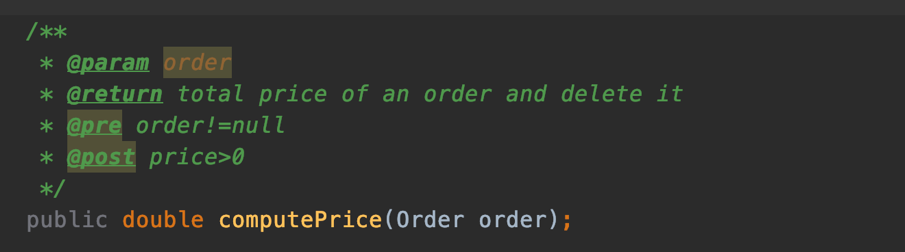 /**
* @param order
* @return total price of an order and delete it
* @pre order!=null
* @post price>0
*/
public double computePrice(Order order);